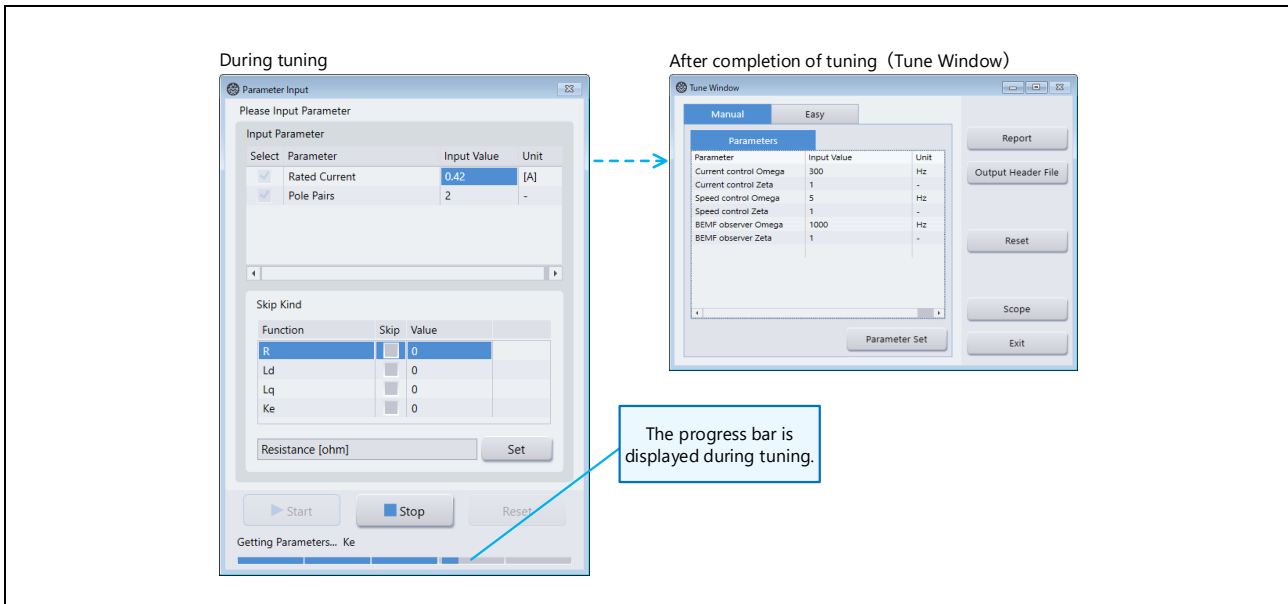 During tuning
Parameter Input
Please Input Parameter
Input Parameter
Select Parameter Input Value Unit
Rated Current 0.42 [A]
Pole Pairs 2 -
Skip Kind
Function Skip Value
R 0
Ld 0
Lq 0
Ke 0
Resistance [ohm] Set
Start Stop Reset
Getting Parameters... Ke
The progress bar is
displayed during tuning.
After completion of tuning（Tune Window）
Tune Window
Manual Easy
Parameters
Parameter Input Value Unit
Current control Omega 300 Hz
Current control Zeta 1 -
Speed control Omega 5 Hz
Speed control Zeta 1 -
BEMF observer Omega 1000 Hz
BEMF observer Zeta 1 -
Parameter Set
Report
Output Header File
Reset
Scope
Exit